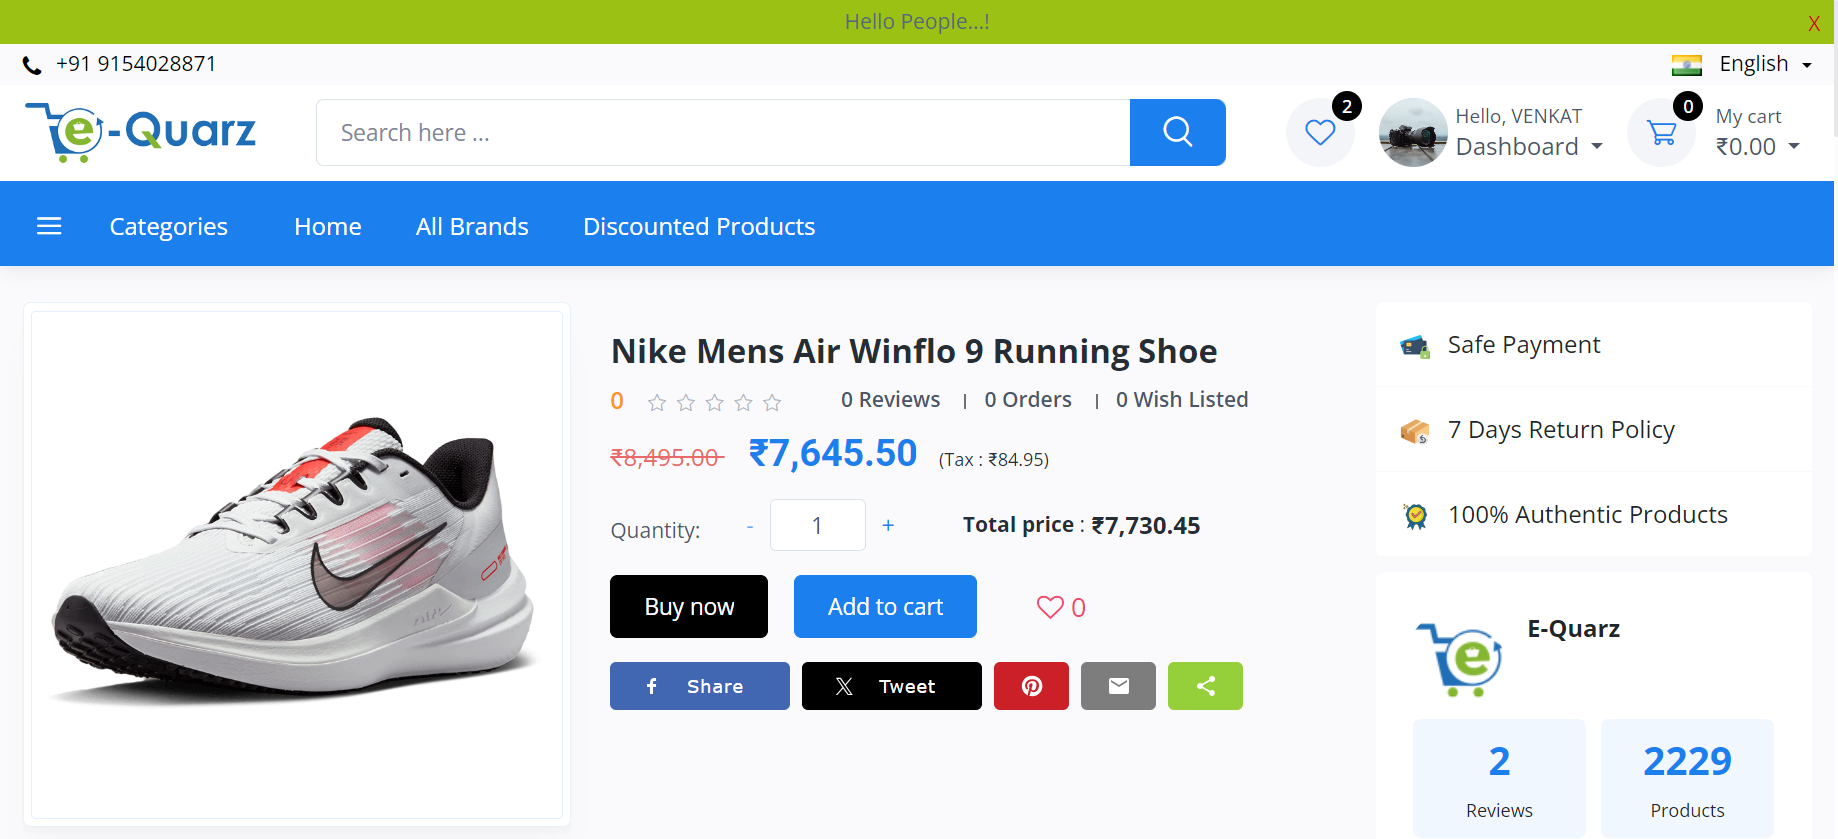 Hello People...!
X
+91 9154028871
English
e-Quarz
Search here ...
2
Hello, VENKAT
Dashboard
0
My cart
₹0.00
Categories
Home
All Brands
Discounted Products
Nike Mens Air Winflo 9 Running Shoe
0
0 Reviews | 0 Orders | 0 Wish Listed
₹8,495.00 ₹7,645.50 (Tax : ₹84.95)
Quantity: - 1 + Total price : ₹7,730.45
Buy now
Add to cart
0
Share
Tweet
Safe Payment
7 Days Return Policy
100% Authentic Products
e
E-Quarz
2
Reviews
2229
Products